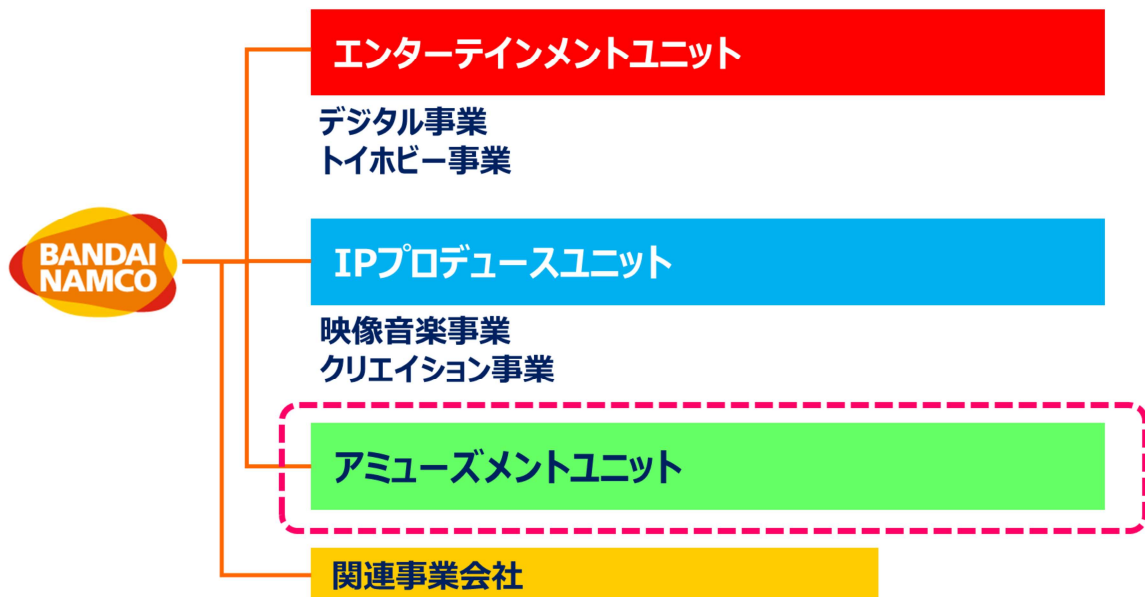 エンターテインメントユニット
デジタル事業
トイホビー事業
BANDAI
NAMCO
IPプロデュースユニット
映像音楽事業
クリエイション事業
アミューズメントユニット
関連事業会社